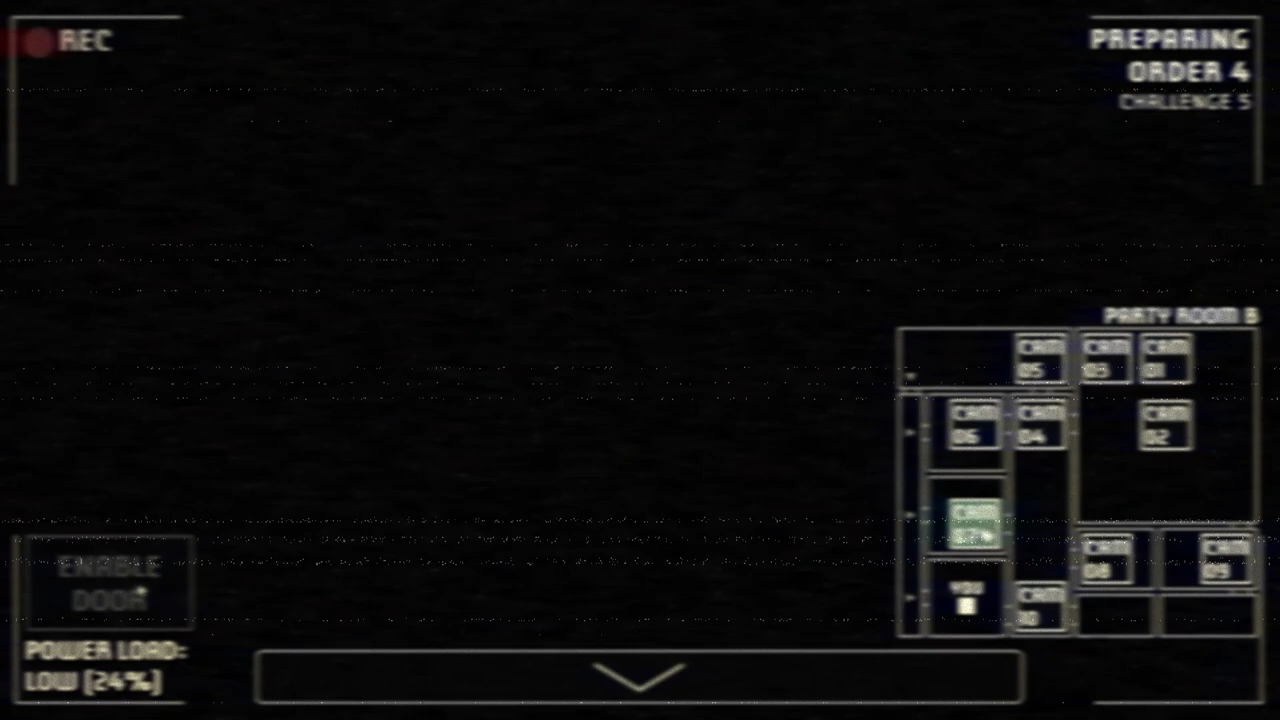 REC
PREPARING
ORDER 4
CHALLENGE 5
PARTY ROOM B
CAM 05
CAM 03
CAM 01
CAM 06
CAM 04
CAM 02
CAM
CAM 08
CAM 09
YOU
CAM 10
ENABLE
DOOR
POWER LOAD:
LOW [24%]